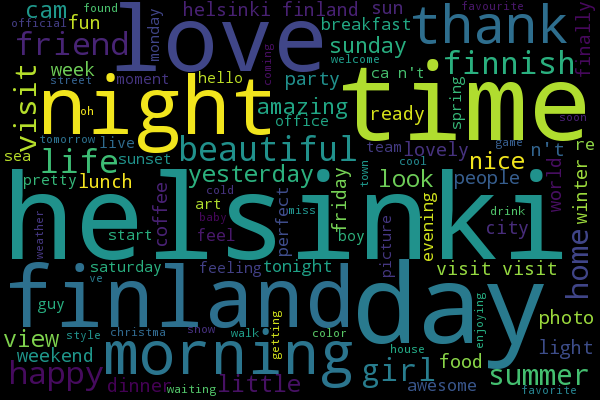 cam
fun
found
official
monday
love
helsinki finland
sun
breakfast
favourite
thank
finally
friend
week
moment
hello
party
sunday
coming
welcome
finnish
visit
night
oh
amazing
office
ca n't
ready
time
spring
soon
street
tomorrow
live
sea
life
sunset
beautiful
team
lovely
game
n't
re
pretty
lunch
yesterday
look
cool
nice
people
world
winter
helsinki
coffee
cold
art
baby
feel
perfect
miss
friday
boy
town
picture
evening
drink
city
home
weather
start
saturday
feeling
tonight
visit visit
finland
day
ve
guy
view
style
weekend
christma
morning
show
walk
getting
color
house
girl
enjoying
food
photo
light
happy
dinner
waiting
little
awesome
summer
favorite